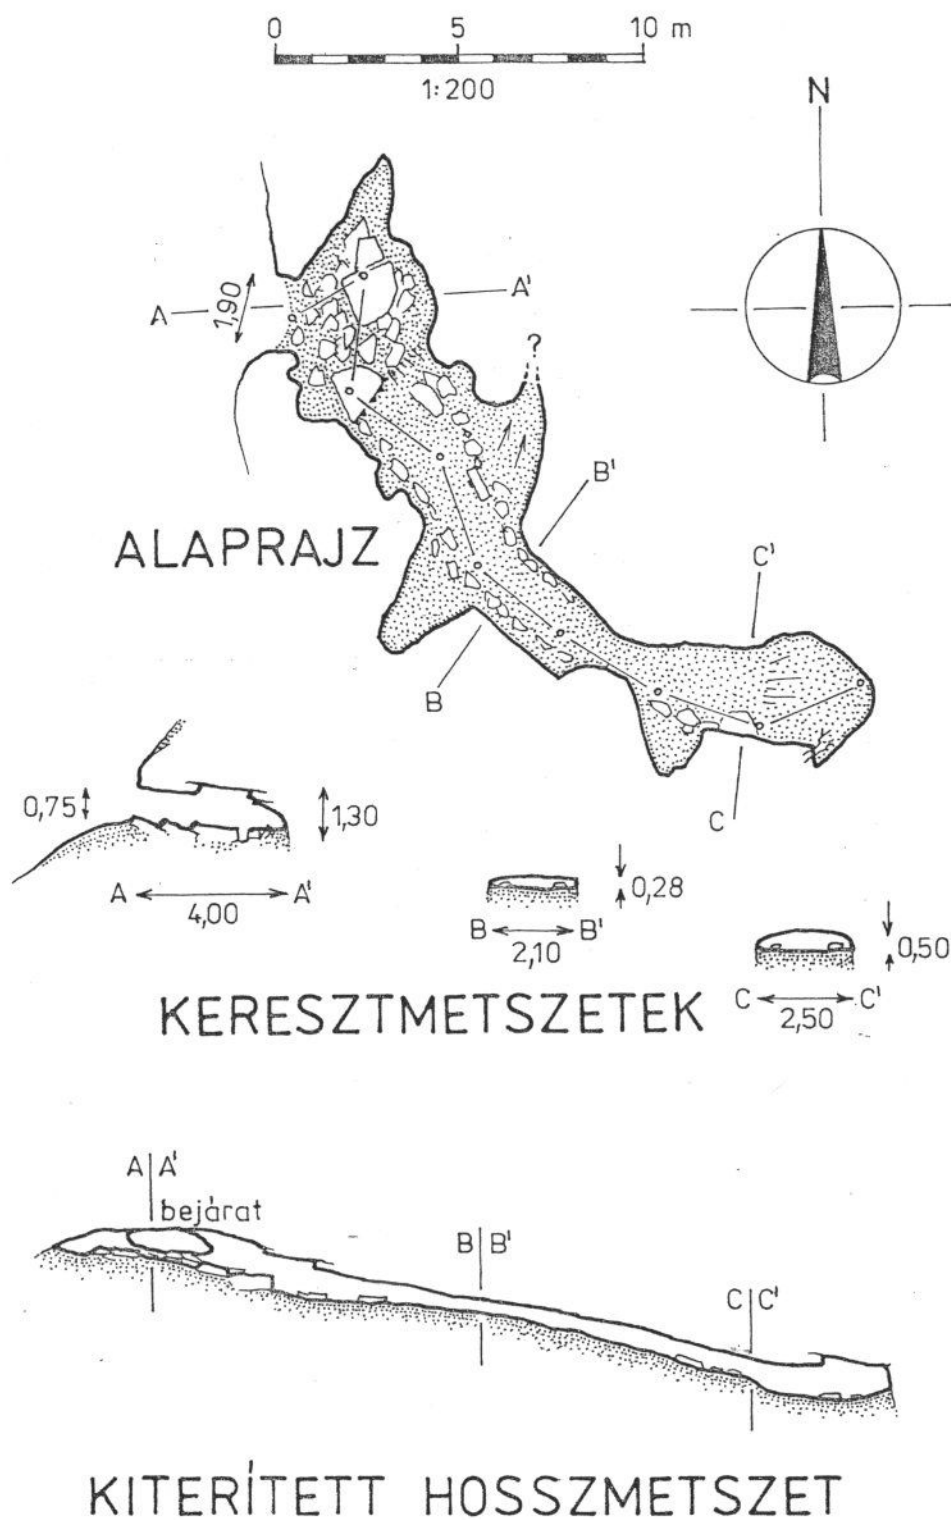 0 5 10 m
1:200
N
A 1,90 A'
?
B'
ALAPRAJZ
C'
B
C
0,75 1,30
A A'
4,00
0,28
B B'
2,10
0,50
C C'
2,50
KERESZTMETSZETEK
A A'
bejárat
B B'
C C'
KITERÍTETT HOSSZMETSZET